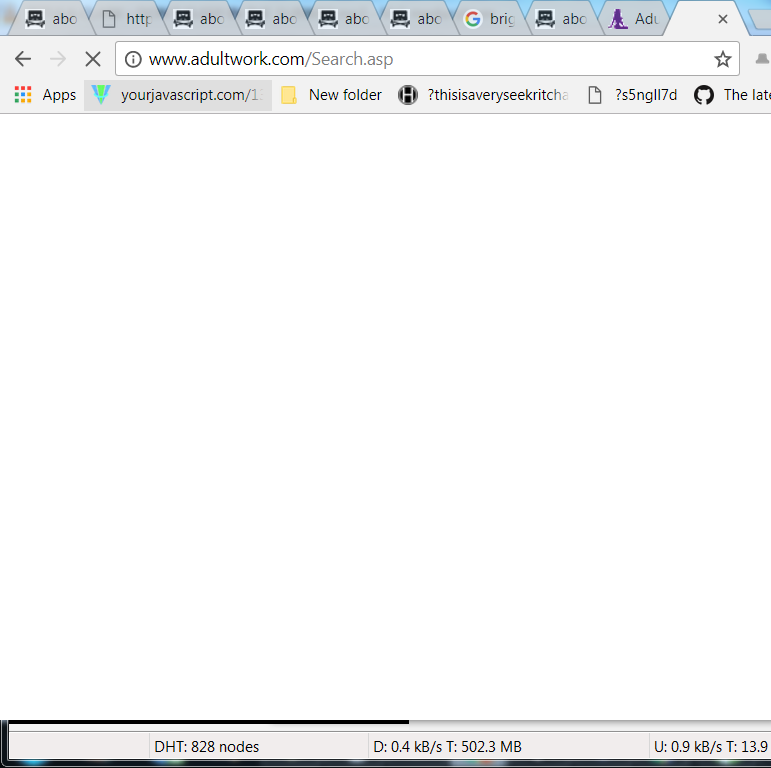 abo http abo abo abo abo brig abo Adu
www.adultwork.com/Search.asp
Apps yourjavascript.com/1 New folder ?thisisaveryseekritcha ?s5ngll7d The late
DHT: 828 nodes D: 0.4 kB/s T: 502.3 MB U: 0.9 kB/s T: 13.9